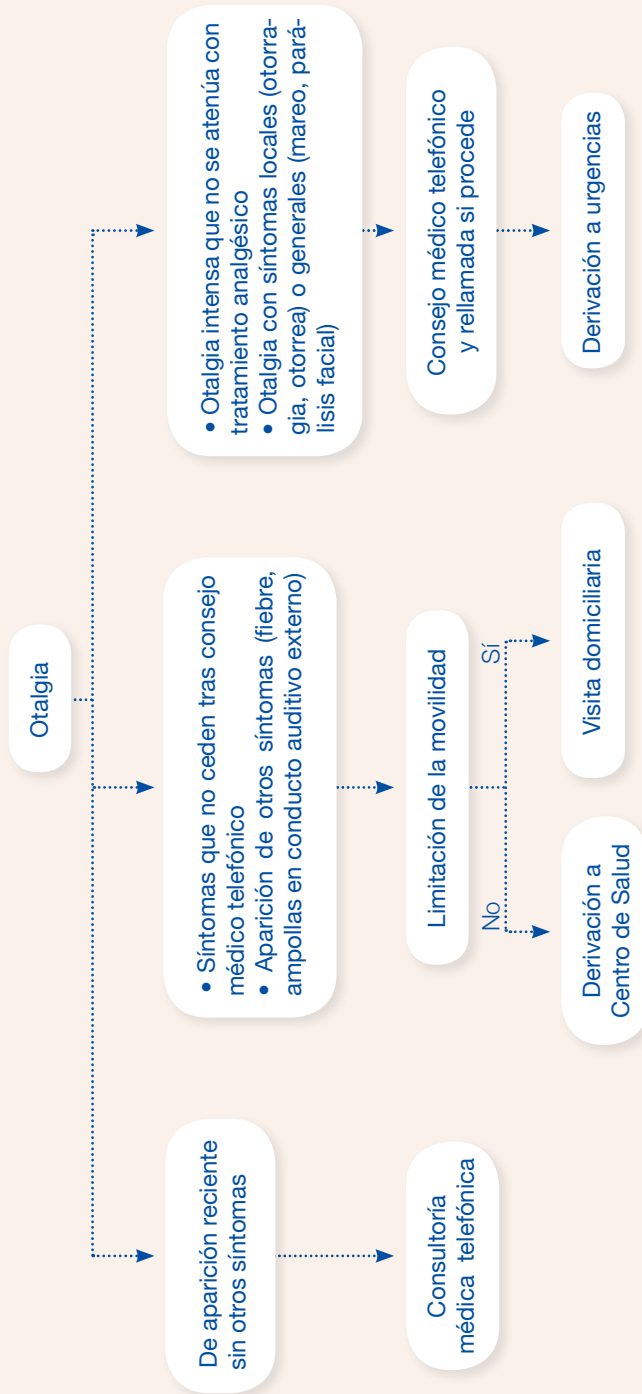 Otalgia
De aparición reciente
sin otros síntomas
Consultoría
médica telefónica
• Síntomas que no ceden tras consejo
médico telefónico
• Aparición de otros síntomas (fiebre,
ampollas en conducto auditivo externo)
Limitación de la movilidad
No
Sí
Derivación a
Centro de Salud
Visita domiciliaria
• Otalgia intensa que no se atenúa con
tratamiento analgésico
• Otalgia con síntomas locales (otorra-
gia, otorrea) o generales (mareo, pará-
lisis facial)
Consejo médico telefónico
y rellamada si procede
Derivación a urgencias